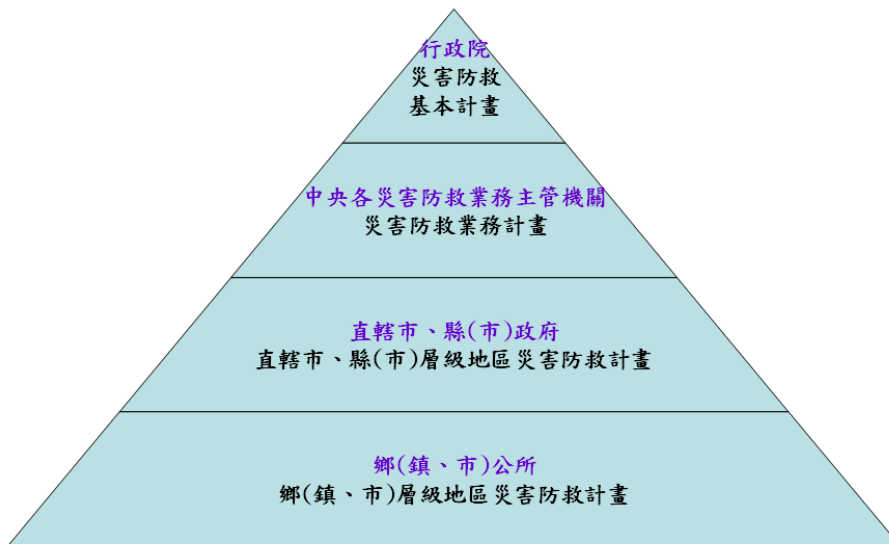 行政院
災害防救
基本計畫
中央各災害防救業務主管機關
災害防救業務計畫
直轄市、縣(市)政府
直轄市、縣(市)層級地區災害防救計畫
鄉(鎮、市)公所
鄉(鎮、市)層級地區災害防救計畫